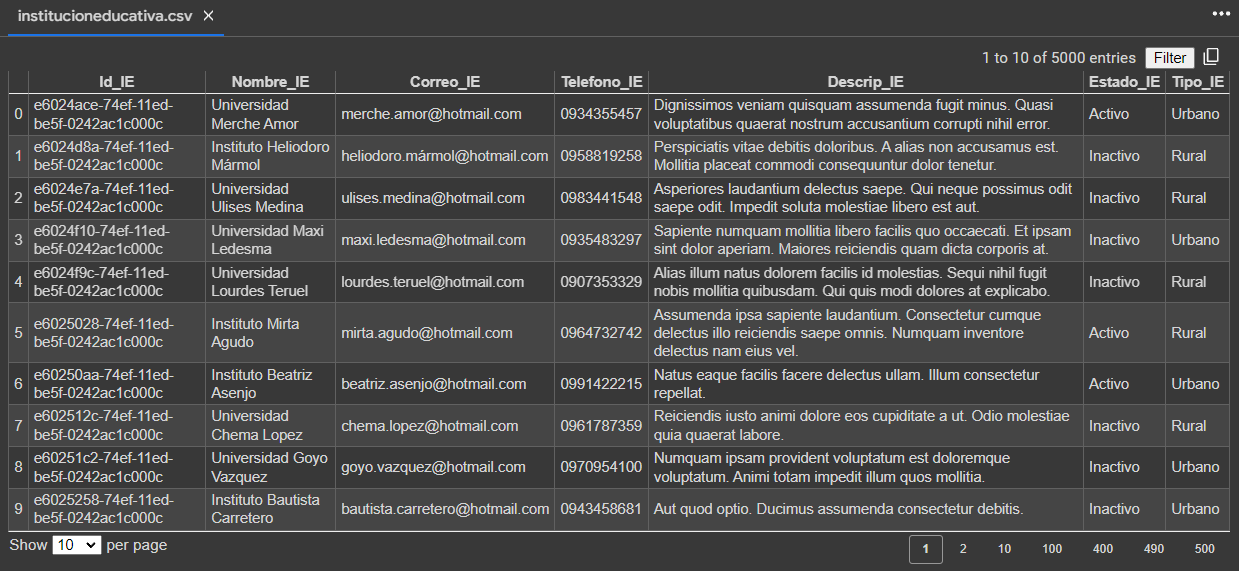 institucioneducativa.csv ×
1 to 10 of 5000 entries Filter
Id_IE Nombre_IE Correo_IE Telefono_IE Descrip_IE Estado_IE Tipo_IE
0 e6024ace-74ef-11ed-be5f-0242ac1c000c Universidad Merche Amor merche.amor@hotmail.com 0934355457 Dignissimos veniam quisquam assumenda fugit minus. Quasi voluptatibus quaerat nostrum accusantium corrupti nihil error. Activo Urbano
1 e6024d8a-74ef-11ed-be5f-0242ac1c000c Instituto Heliodoro Mármol heliodoro.mármol@hotmail.com 0958819258 Perspiciatis vitae debitis doloribus. A alias non accusamus est. Mollitia placeat commodi consequuntur dolor tenetur. Inactivo Rural
2 e6024e7a-74ef-11ed-be5f-0242ac1c000c Universidad Ulises Medina ulises.medina@hotmail.com 0983441548 Asperiores laudantium delectus saepe. Qui neque possimus odit saepe odit. Impedit soluta molestiae libero est aut. Inactivo Rural
3 e6024f10-74ef-11ed-be5f-0242ac1c000c Universidad Maxi Ledesma maxi.ledesma@hotmail.com 0935483297 Sapiente numquam mollitia libero facilis quo occaecati. Et ipsam sint dolor aperiam. Maiores reiciendis quam dicta corporis at. Inactivo Urbano
4 e6024f9c-74ef-11ed-be5f-0242ac1c000c Universidad Lourdes Teruel lourdes.teruel@hotmail.com 0907353329 Alias illum natus dolorem facilis id molestias. Sequi nihil fugit nobis mollitia quibusdam. Qui quis modi dolores at explicabo. Inactivo Rural
5 e6025028-74ef-11ed-be5f-0242ac1c000c Instituto Mirta Agudo mirta.agudo@hotmail.com 0964732742 Assumenda ipsa sapiente laudantium. Consectetur cumque delectus illo reiciendis saepe omnis. Numquam inventore delectus nam eius vel. Activo Rural
6 e60250aa-74ef-11ed-be5f-0242ac1c000c Instituto Beatriz Asenjo beatriz.asenjo@hotmail.com 0991422215 Natus eaque facilis facere delectus ullam. Illum consectetur repellat. Activo Urbano
7 e602512c-74ef-11ed-be5f-0242ac1c000c Universidad Chema Lopez chema.lopez@hotmail.com 0961787359 Reiciendis iusto animi dolore eos cupiditate a ut. Odio molestiae quia quaerat labore. Inactivo Rural
8 e60251c2-74ef-11ed-be5f-0242ac1c000c Universidad Goyo Vazquez goyo.vazquez@hotmail.com 0970954100 Numquam ipsam provident voluptatum est doloremque voluptatum. Animi totam impedit illum quos mollitia. Inactivo Urbano
9 e6025258-74ef-11ed-be5f-0242ac1c000c Instituto Bautista Carretero bautista.carretero@hotmail.com 0943458681 Aut quod optio. Ducimus assumenda consectetur debitis. Inactivo Urbano
Show 10 per page 1 2 10 100 400 490 500